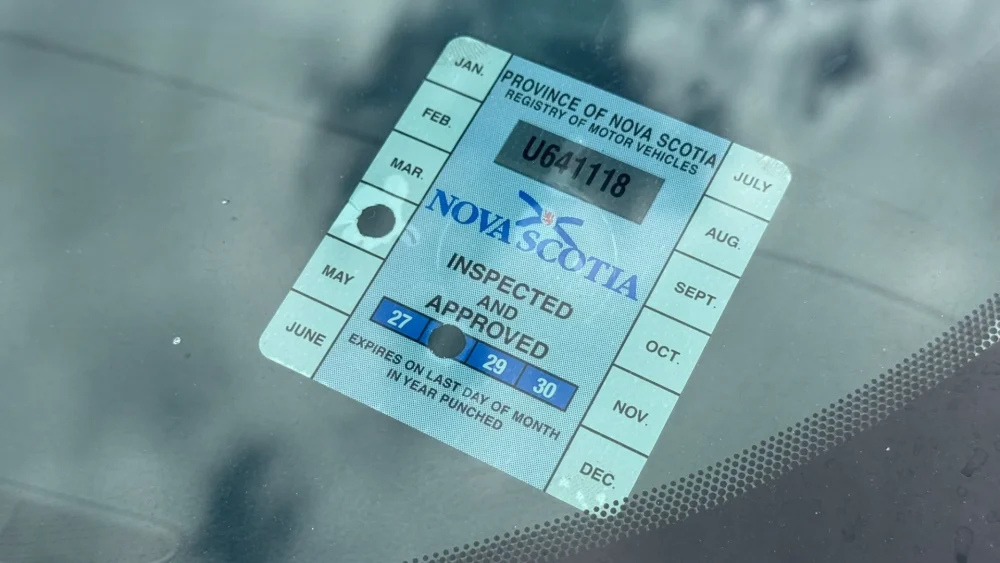 JAN.
FEB.
MAR.
MAY
JUNE
PROVINCE OF NOVA SCOTIA
REGISTRY OF MOTOR VEHICLES
U641118
NOVA SCOTIA
INSPECTED
AND
APPROVED
27 29 30
EXPIRES ON LAST DAY OF MONTH
IN YEAR PUNCHED
JULY
AUG.
SEPT.
OCT.
NOV.
DEC.